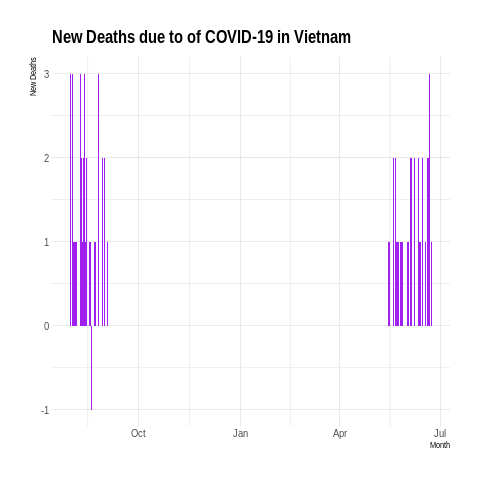 New Deaths due to of COVID-19 in Vietnam
New Deaths
3
2
1
0
-1
Oct
Jan
Apr
Jul
Month